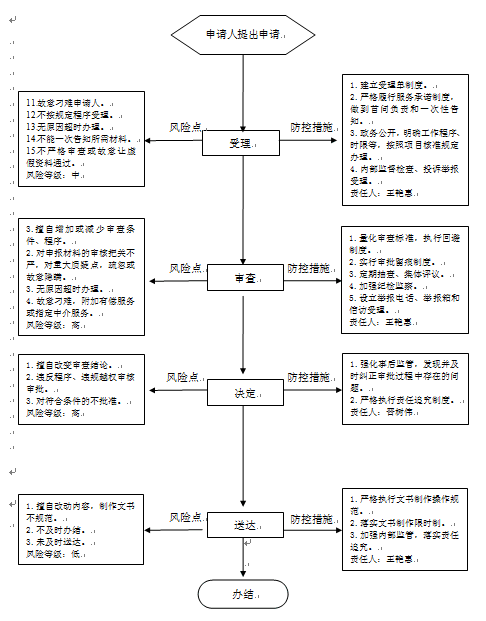 申请人提出申请
11故意刁难申请人。
12不按规定程序受理。
13无原因超时办理。
14不能一次告知所需材料。
15不严格审查或故意让虚
假资料通过。
风险等级：中
风险点
受理
防控措施
1.建立受理单制度。
2.严格履行服务承诺制度，
做到首问负责和一次性告
知。
3.政务公开，明确工作程序、
时限等，按照项目核准规定
办理。
4.内部监督检查、投诉举报
受理。
责任人：王艳惠
3.擅自增加或减少审查条
件、程序。
2.对申报材料的审核把关不
严，对重大质疑点，疏忽或
故意隐瞒。
3.无原因超时办理。
4.故意刁难，附加有偿服务
或指定中介服务。
风险等级：高
风险点
审查
防控措施
1.量化审查标准，执行回避
制度。
2.实行审批留痕制度。
3.定期抽查、集体评议。
4.加强纪检监察。
5.设立举报电话、举报箱和
信访受理。
责任人：王艳惠
1.擅自改变审查结论。
2.违反程序、违规越权审核
审批。
3.对符合条件的不批准。
风险等级：高
风险点
决定
防控措施
1.强化事后监管，发现并及
时纠正审批过程中存在的问
题。
2.严格执行责任追究制度。
责任人：晋树伟
1.擅自改动内容，制作文书
不规范。
2.不及时办结。
3.未及时送达。
风险等级：低
风险点
送达
防控措施
1.严格执行文书制作操作规
范。
2.落实文书制作限时制。
3.加强内部监管，落实责任
追究。
责任人：王艳惠
办结